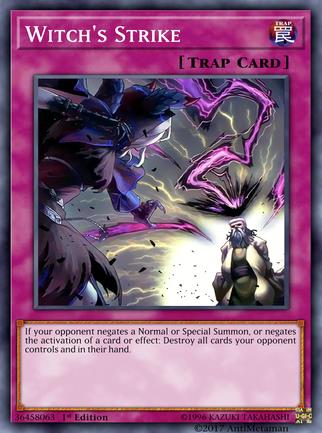 Witch's Strike
TRAP
罠
[Trap Card]
If your opponent negates a Normal or Special Summon, or negates
the activation of a card or effect: Destroy all cards your opponent
controls and in their hand.
36458063 1st Edition ©1996 KAZUKI TAKAHASHI
©2017 AntiMetaman